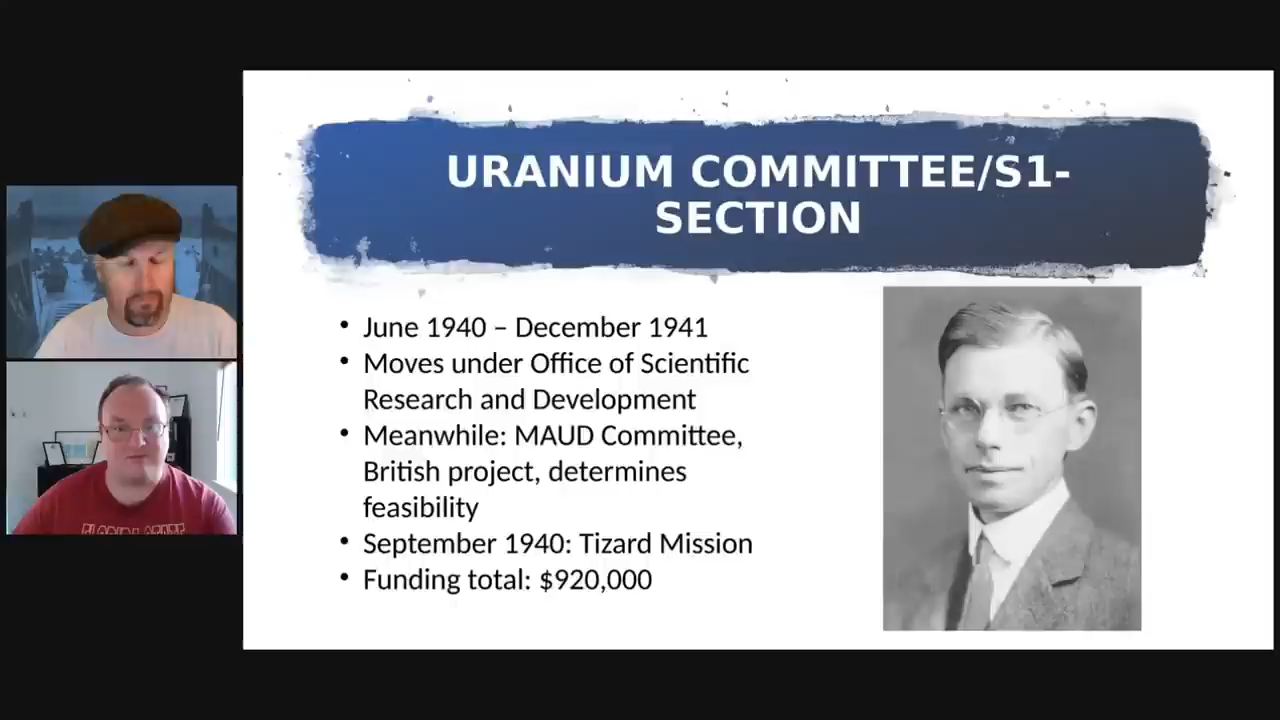 URANIUM COMMITTEE/S1-
SECTION
• June 1940 – December 1941
• Moves under Office of Scientific
Research and Development
• Meanwhile: MAUD Committee,
British project, determines
feasibility
• September 1940: Tizard Mission
• Funding total: $920,000